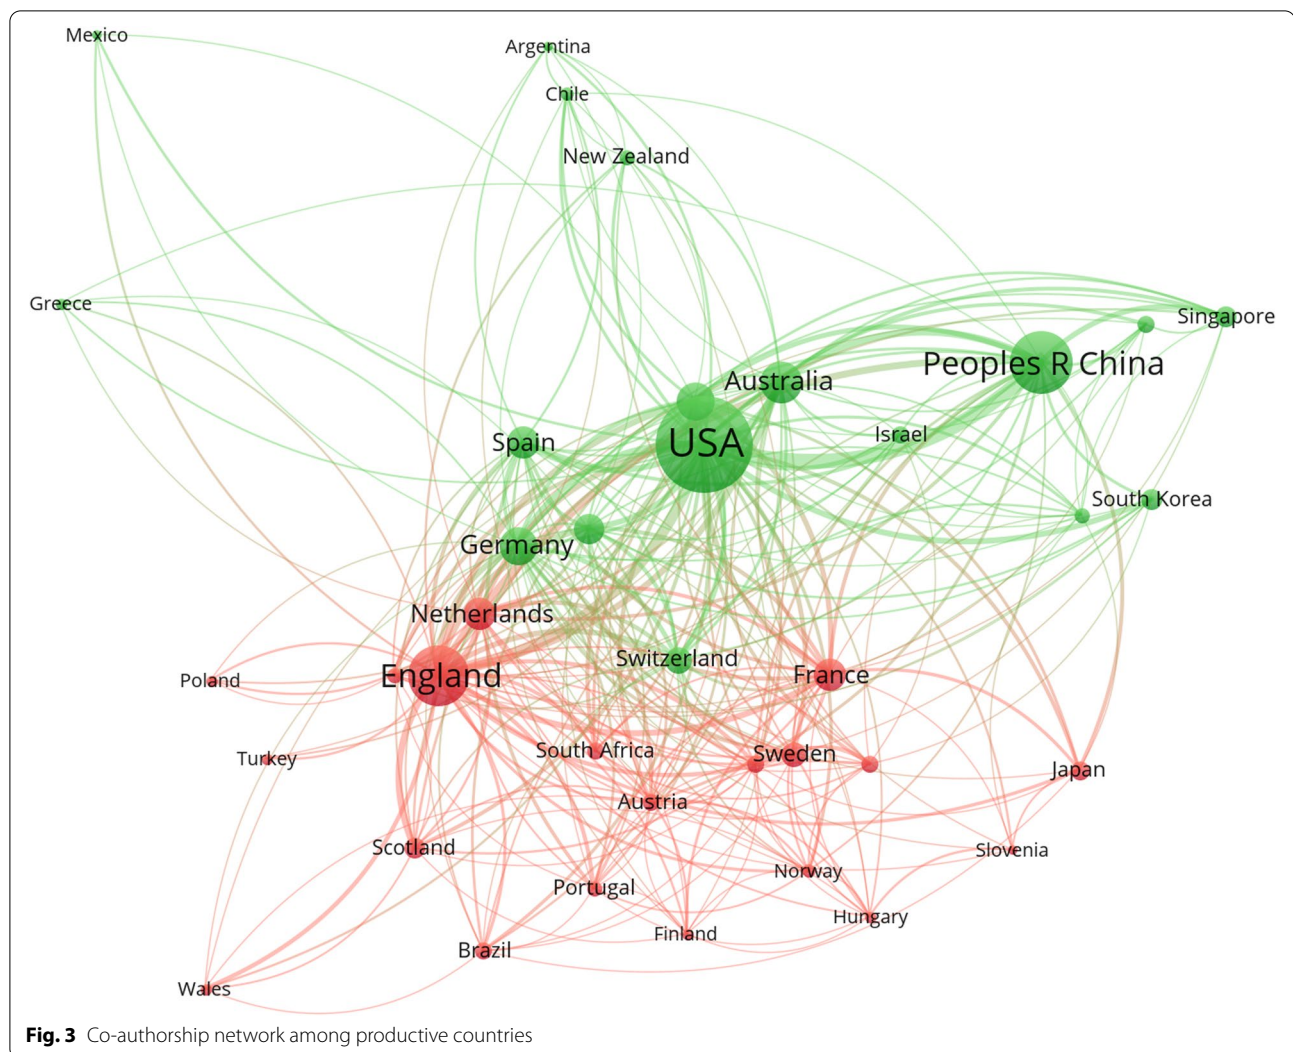 Mexico
Argentina
Chile
New Zealand
Greece
Singapore
Peoples R China
Australia
Israel
USA
Spain
South Korea
Germany
Netherlands
Switzerland
England
France
Poland
South Africa
Sweden
Turkey
Japan
Austria
Scotland
Slovenia
Norway
Portugal
Hungary
Finland
Brazil
Wales
Fig. 3 Co-authorship network among productive countries